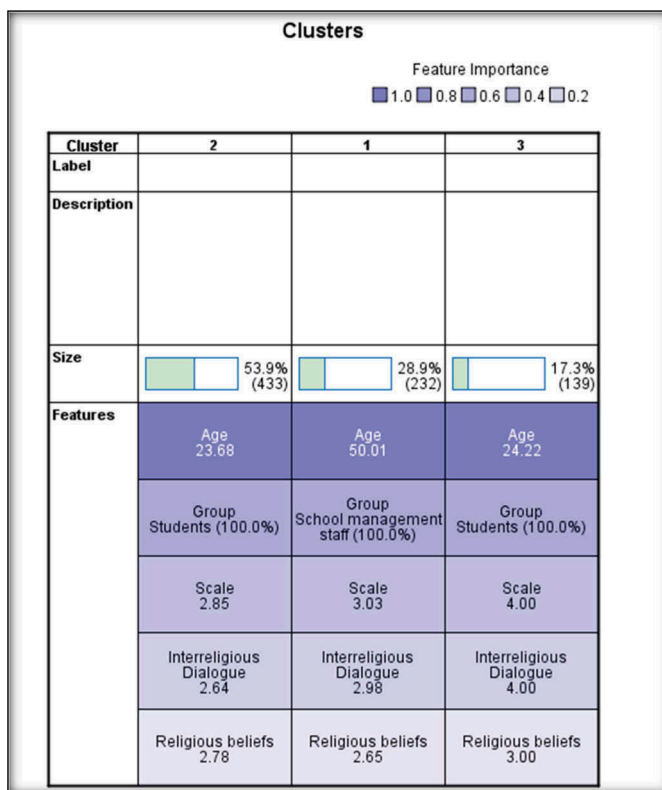 Clusters
Feature Importance
1.0 0.8 0.6 0.4 0.2
Cluster 2 1 3
Label
Description
Size
53.9%
(433)
28.9%
(232)
17.3%
(139)
Features
Age
23.68
Age
50.01
Age
24.22
Group
Students (100.0%)
Group
School management
staff (100.0%)
Group
Students (100.0%)
Scale
2.85
Scale
3.03
Scale
4.00
Interreligious
Dialogue
2.64
Interreligious
Dialogue
2.98
Interreligious
Dialogue
4.00
Religious beliefs
2.78
Religious beliefs
2.65
Religious beliefs
3.00